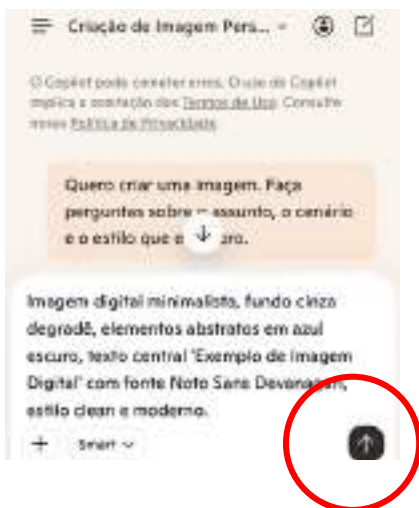 Criação de Imagem Pers...
O Copilot pode cometer erros. O uso do Copilot
implica a aceitação dos Termos de Uso. Consulte
nossa Política de Privacidade.
Quero criar uma imagem. Faça
perguntas sobre o assunto, o cenário
e o estilo que
Imagem digital minimalista, fundo cinza
degradê, elementos abstratos em azul
escuro, texto central 'Exemplo de Imagem
Digital' com fonte Noto Sans Devanagari,
estilo clean e moderno.
Smart